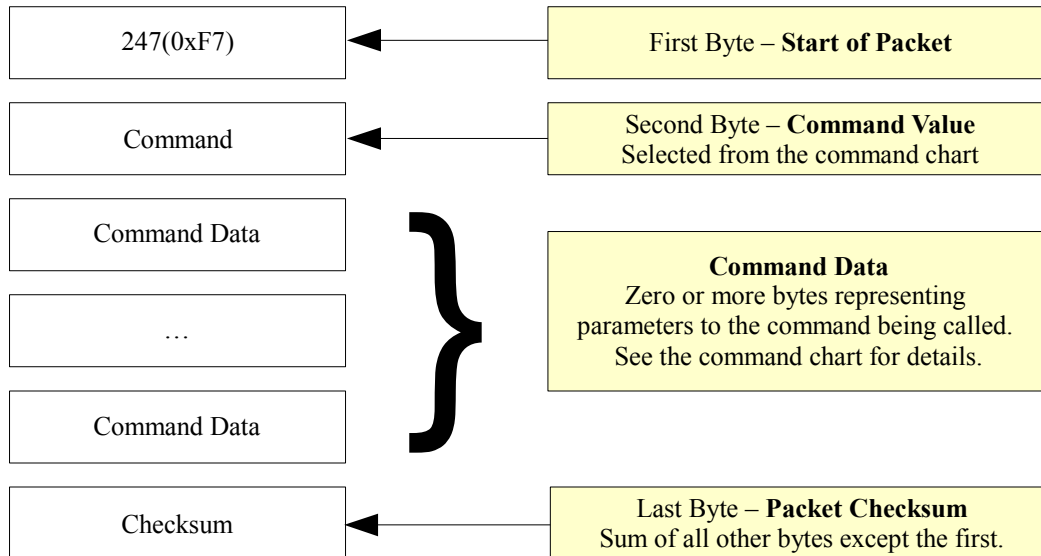 247(0xF7)
First Byte – Start of Packet
Command
Second Byte – Command Value
Selected from the command chart
Command Data
…
Command Data
Command Data
Zero or more bytes representing
parameters to the command being called.
See the command chart for details.
Checksum
Last Byte – Packet Checksum
Sum of all other bytes except the first.